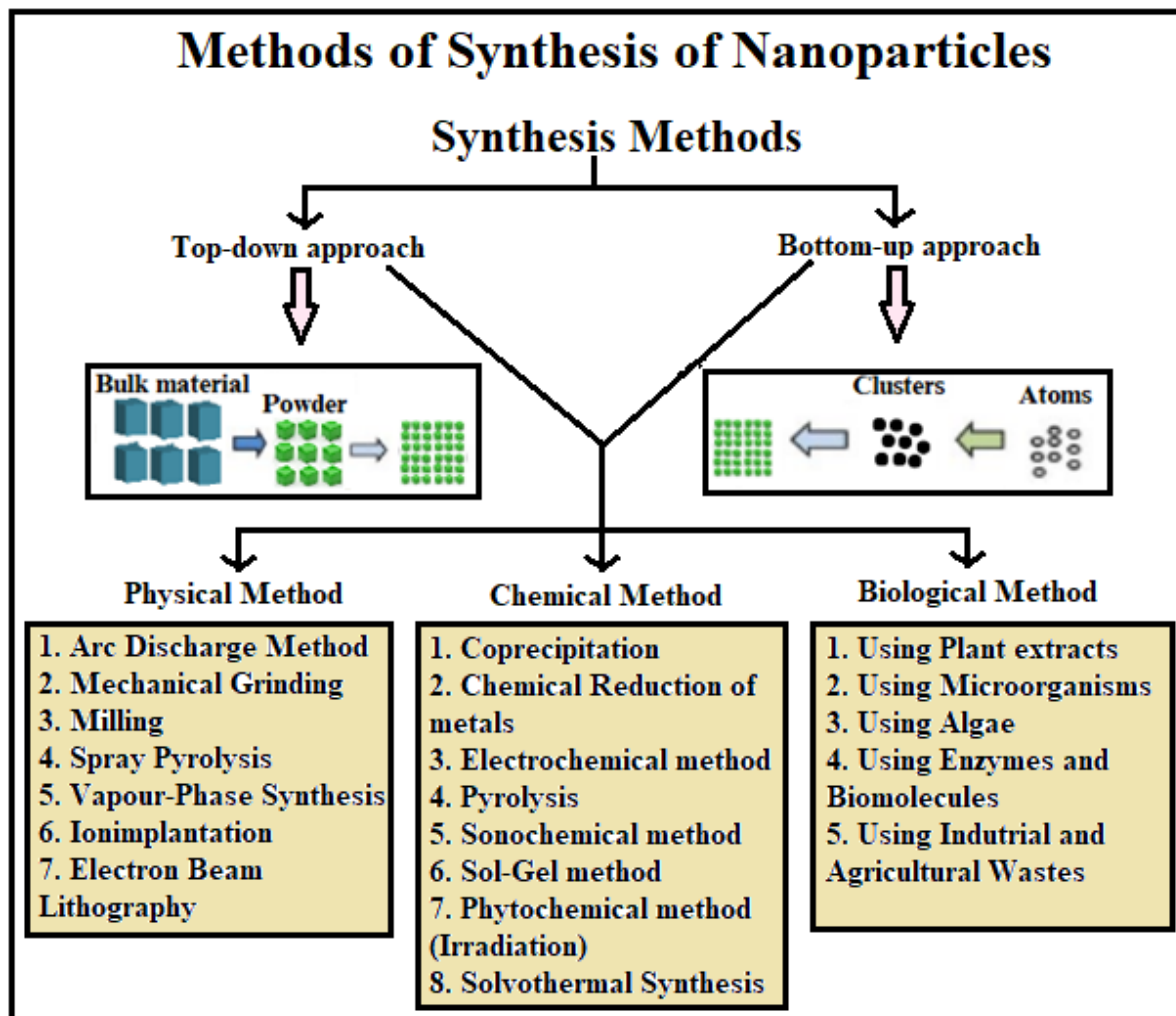 Methods of Synthesis of Nanoparticles
Synthesis Methods
Top-down approach
Bottom-up approach
Bulk material
Powder
Clusters
Atoms
Physical Method
1. Arc Discharge Method
2. Mechanical Grinding
3. Milling
4. Spray Pyrolysis
5. Vapour-Phase Synthesis
6. Ionimplantation
7. Electron Beam
Lithography
Chemical Method
1. Coprecipitation
2. Chemical Reduction of
metals
3. Electrochemical method
4. Pyrolysis
5. Sonochemical method
6. Sol-Gel method
7. Phytochemical method
(Irradiation)
8. Solvothermal Synthesis
Biological Method
1. Using Plant extracts
2. Using Microorganisms
3. Using Algae
4. Using Enzymes and
Biomolecules
5. Using Indutrial and
Agricultural Wastes